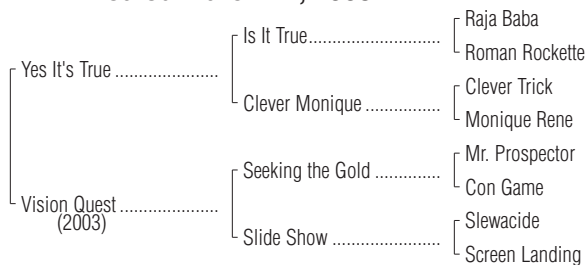 Raja Baba
Is It True
Roman Rockette
Yes It's True
Clever Trick
Clever Monique
Monique Rene
Mr. Prospector
Seeking the Gold
Con Game
Vision Quest
(2003)
Slewacide
Slide Show
Screen Landing